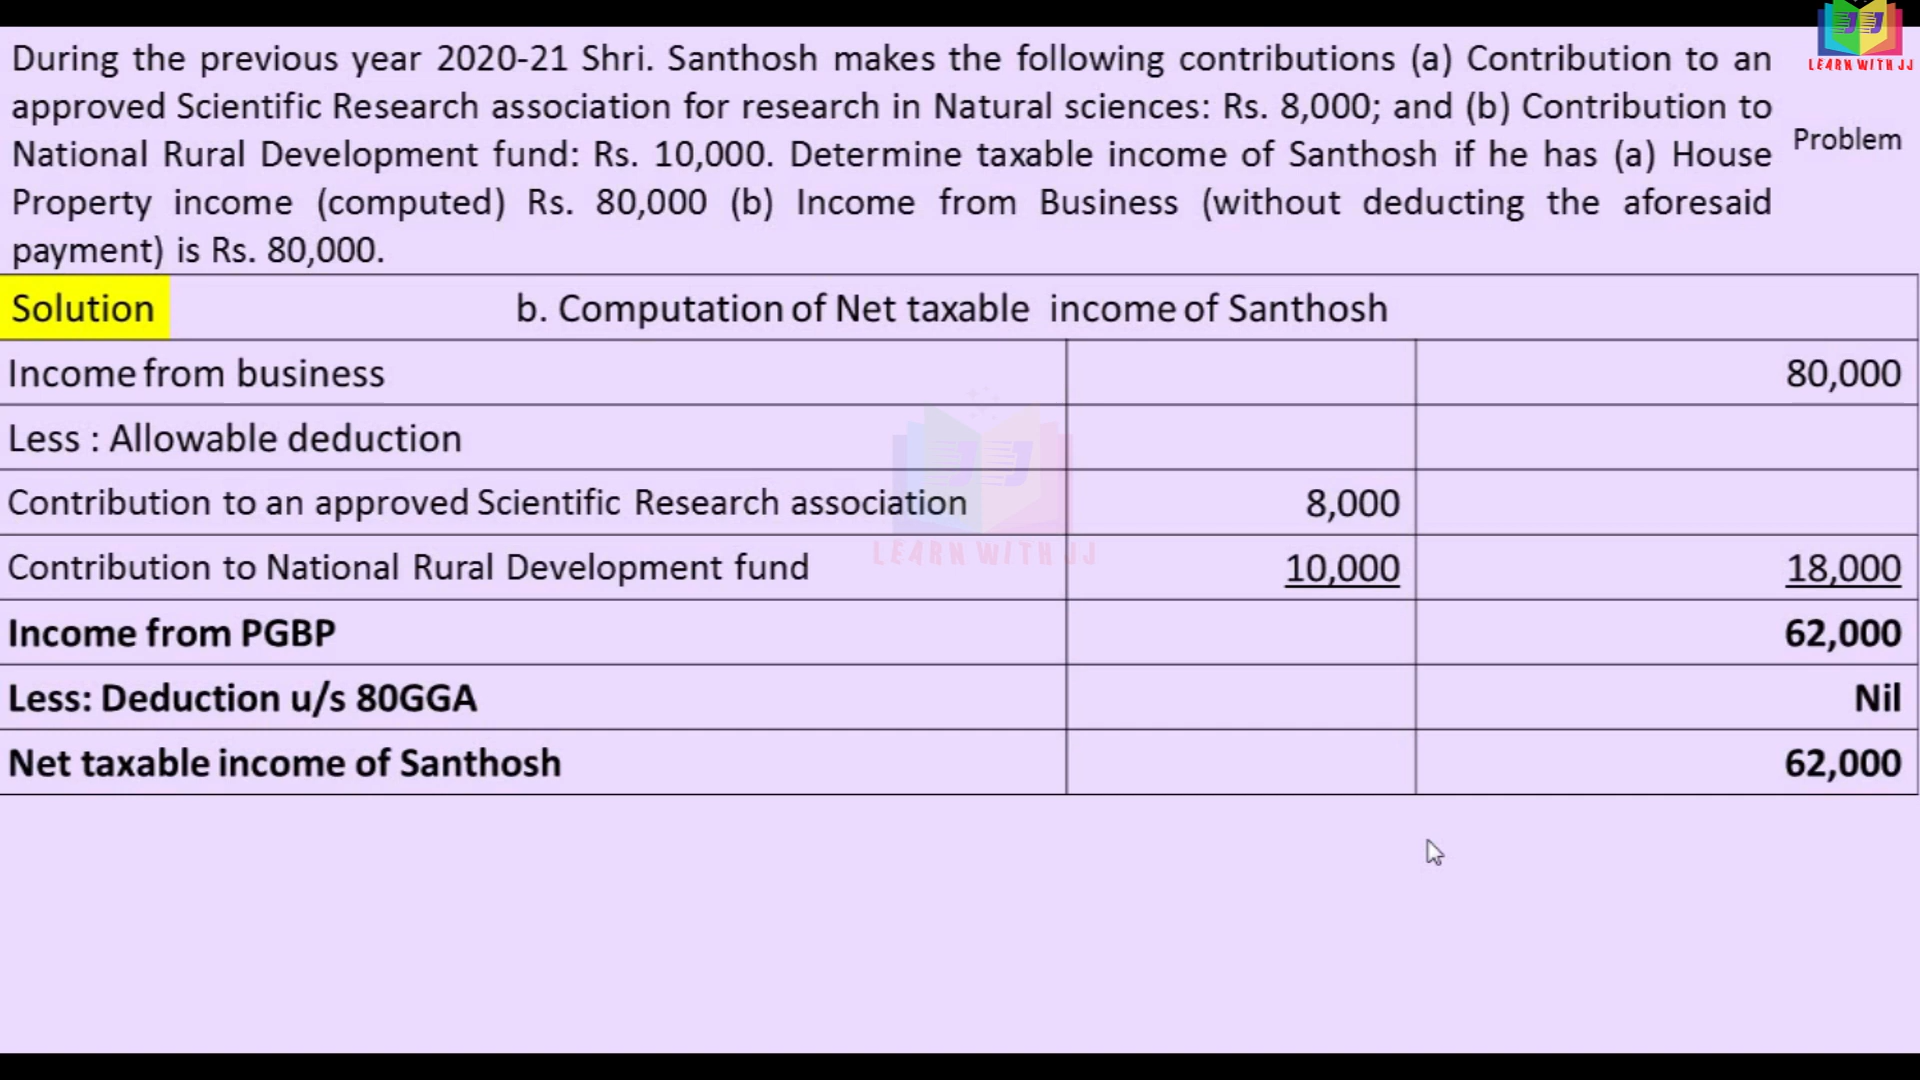 During the previous year 2020-21 Shri. Santhosh makes the following contributions (a) Contribution to an
approved Scientific Research association for research in Natural sciences: Rs. 8,000; and (b) Contribution to
National Rural Development fund: Rs. 10,000. Determine taxable income of Santhosh if he has (a) House
Property income (computed) Rs. 80,000 (b) Income from Business (without deducting the aforesaid
payment) is Rs. 80,000.
JJ
LEARN WITH JJ
Problem
Solution b. Computation of Net taxable income of Santhosh
Income from business 80,000
Less : Allowable deduction
Contribution to an approved Scientific Research association 8,000
JJ
LEARN WITH JJ
Contribution to National Rural Development fund 10,000 18,000
Income from PGBP 62,000
Less: Deduction u/s 80GGA Nil
Net taxable income of Santhosh 62,000